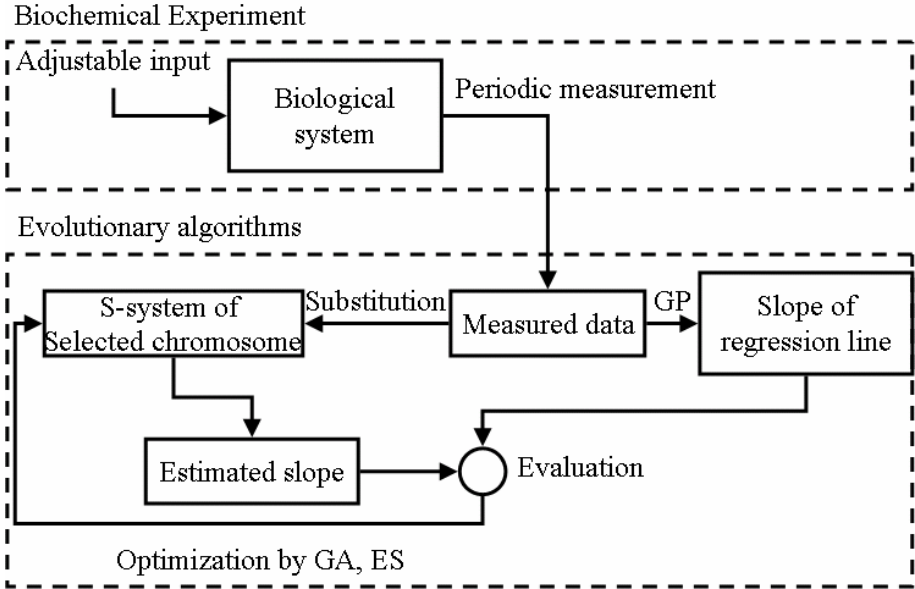 Biochemical Experiment
Adjustable input
Biological
system
Periodic measurement
Evolutionary algorithms
S-system of
Selected chromosome
Substitution
Measured data
GP
Slope of
regression line
Estimated slope
Evaluation
Optimization by GA, ES